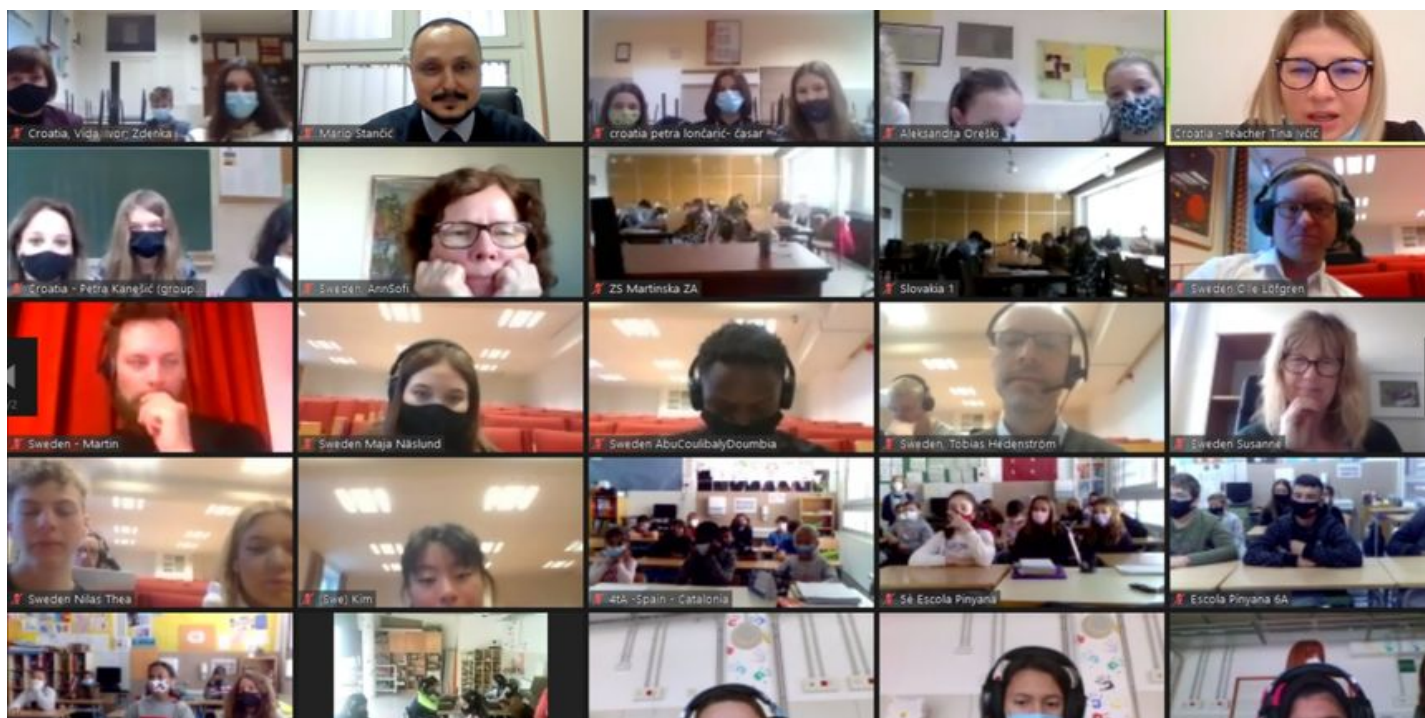 Croatia, Vida, Ivor, Zdenka
Mario Stančić
croatia petra lončarić- časar
Aleksandra Oreški
Croatia - teacher Tina Ivčić
Croatia - Petra Kanešić (group...
Sweden, AnnSofi
ZS Martinska ZA
Slovakia 1
Sweden Olle Löfgren
Sweden - Martin
Sweden Maja Näslund
Sweden AbuCoulibalyDoumbia
Sweden, Tobias Hedenström
Sweden Susanne
Sweden Nilas Thea
(Swe) Kim
4tA -Spain - Catalonia
5è Escola Pinyana
Escola Pinyana 6A